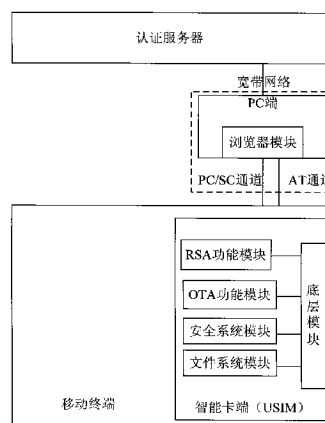 认证服务器
宽带网络
PC端
浏览器模块
PC/SC通道
AT通道
RSA功能模块
OTA功能模块
安全系统模块
文件系统模块
底层模块
移动终端
智能卡端（USIM）